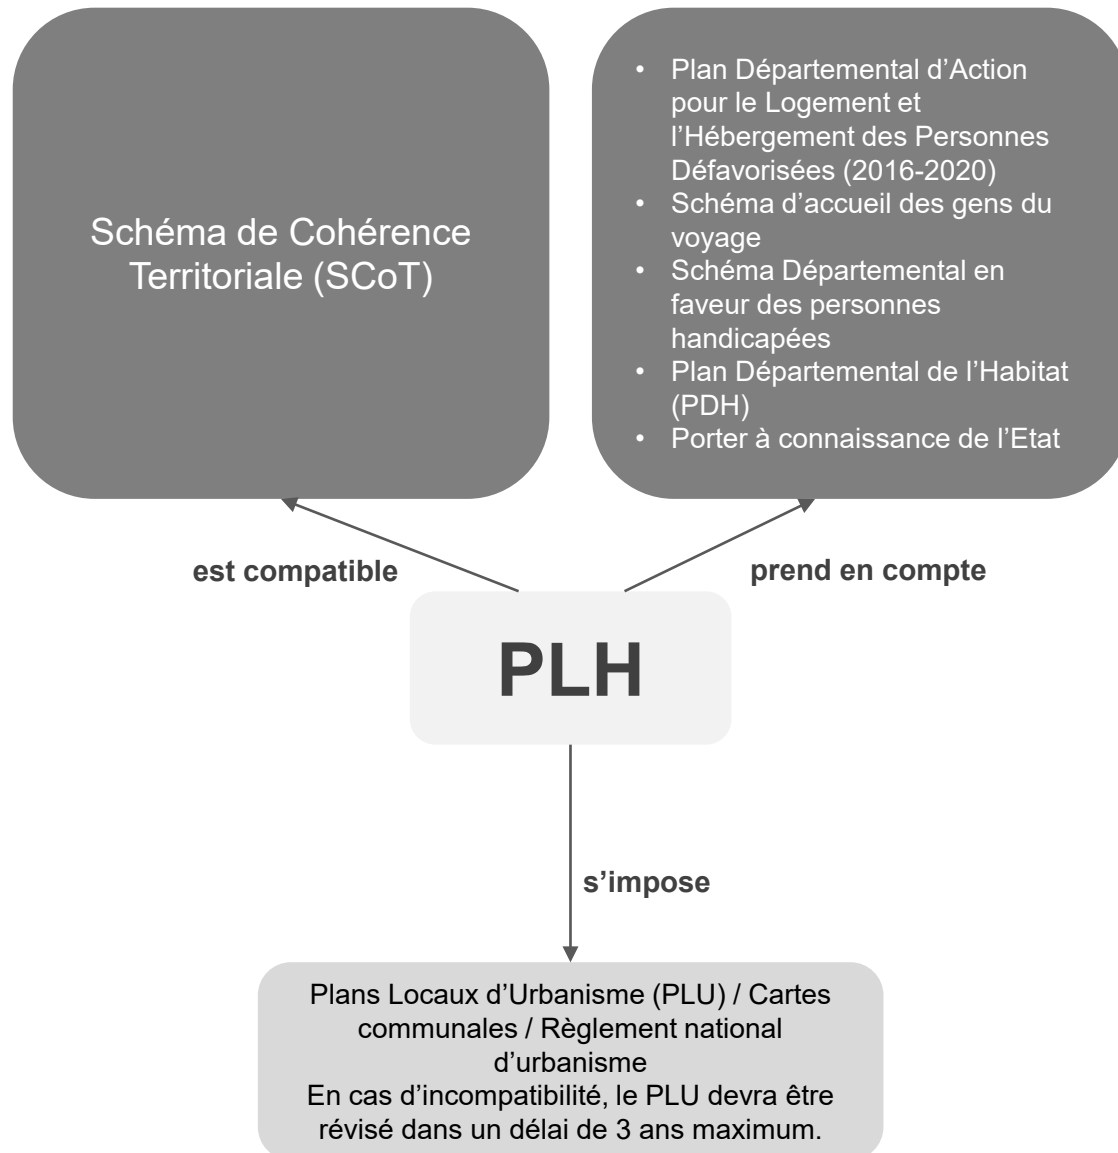 Schéma de Cohérence
Territoriale (SCoT)
• Plan Départemental d’Action
pour le Logement et
l’Hébergement des Personnes
Défavorisées (2016-2020)
• Schéma d’accueil des gens du
voyage
• Schéma Départemental en
faveur des personnes
handicapées
• Plan Départemental de l’Habitat
(PDH)
• Porter à connaissance de l’Etat
est compatible
prend en compte
PLH
s’impose
Plans Locaux d’Urbanisme (PLU) / Cartes
communales / Règlement national
d’urbanisme
En cas d’incompatibilité, le PLU devra être
révisé dans un délai de 3 ans maximum.